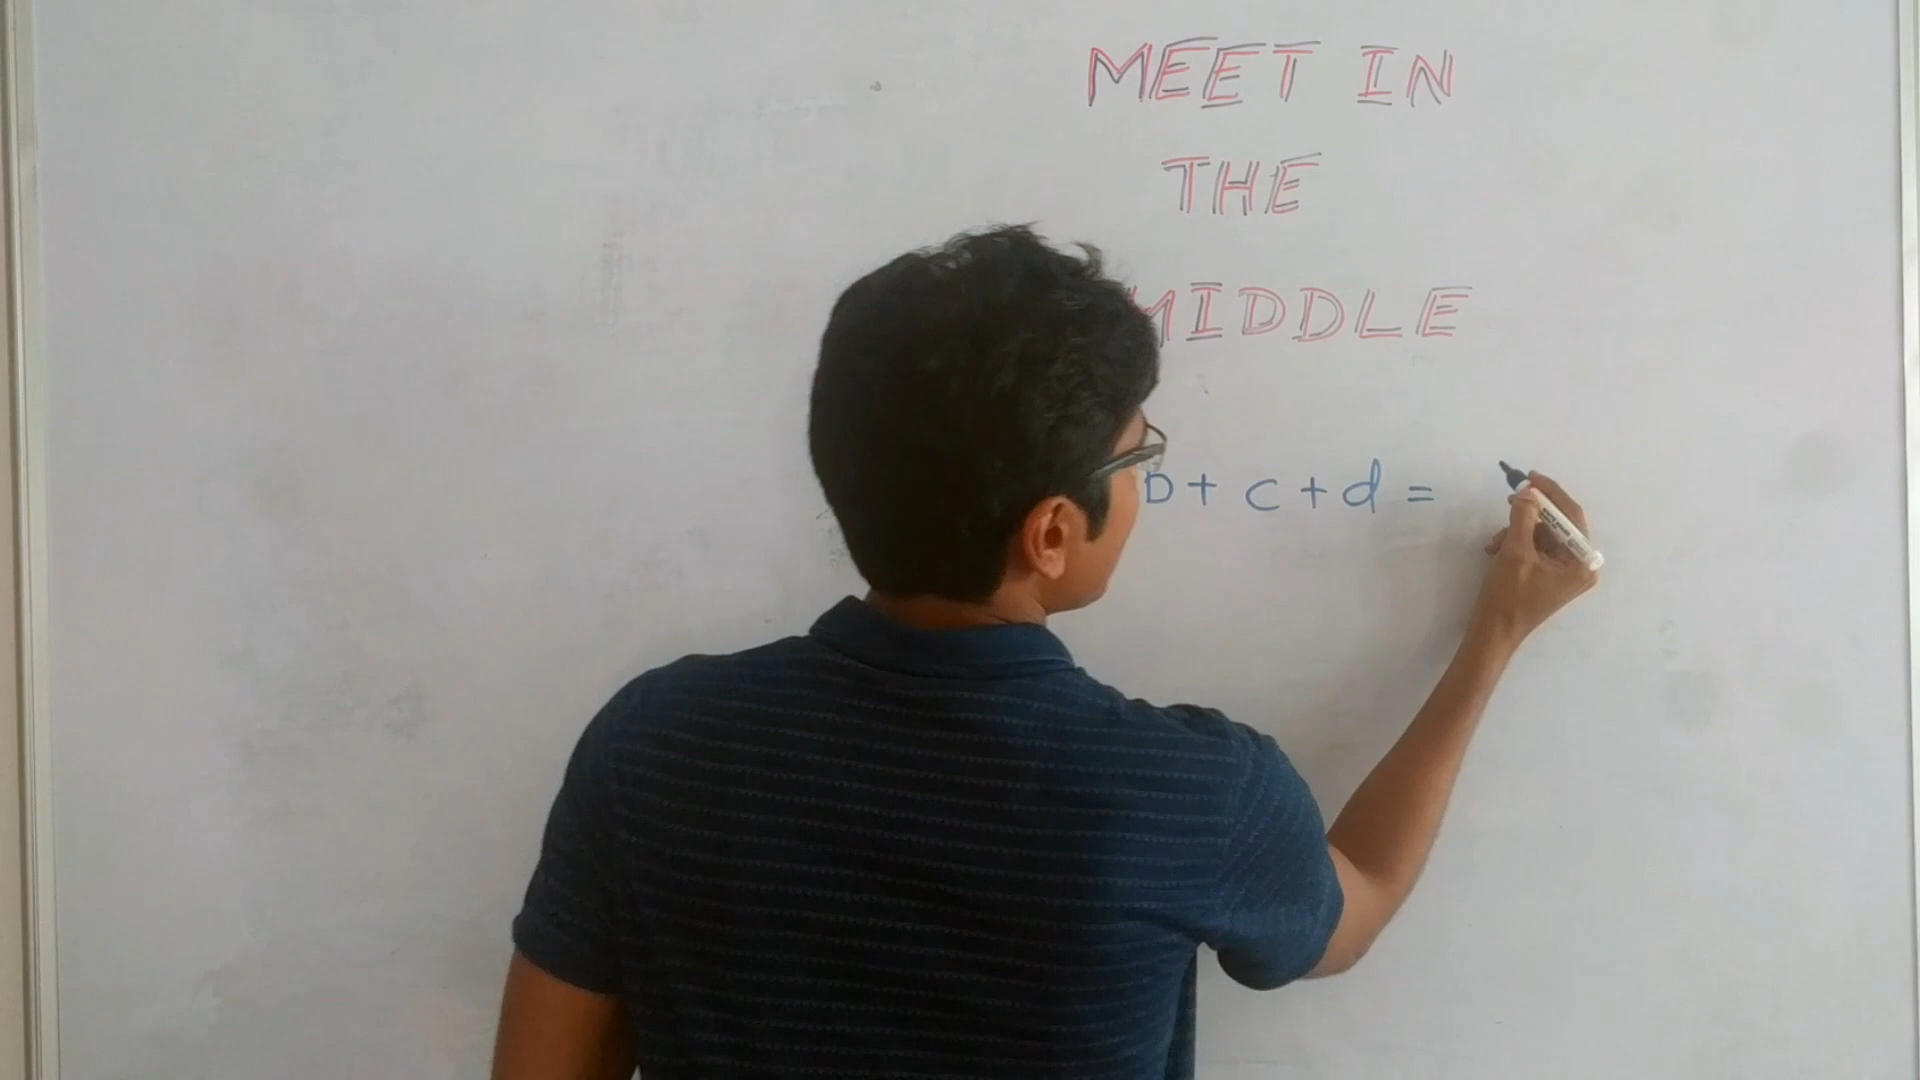 MEET IN
THE
MIDDLE
b + c + d =